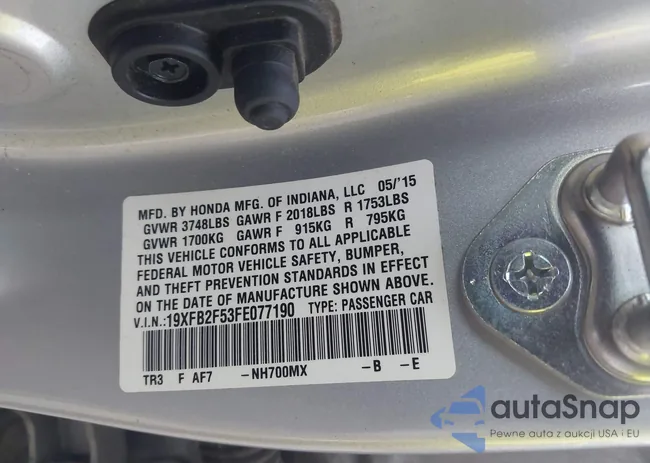 MFD. BY HONDA MFG. OF INDIANA, LLC 05/'15
GVWR 3748LBS GAWR F 2018LBS R 1753LBS
GVWR 1700KG GAWR F 915KG R 795KG
THIS VEHICLE CONFORMS TO ALL APPLICABLE
FEDERAL MOTOR VEHICLE SAFETY, BUMPER,
AND THEFT PREVENTION STANDARDS IN EFFECT
ON THE DATE OF MANUFACTURE SHOWN ABOVE.
V.I.N.:19XFB2F53FE077190 TYPE: PASSENGER CAR
TR3 F AF7 -NH700MX -B -E
autaSnap
Pewne auta z aukcji USA i EU